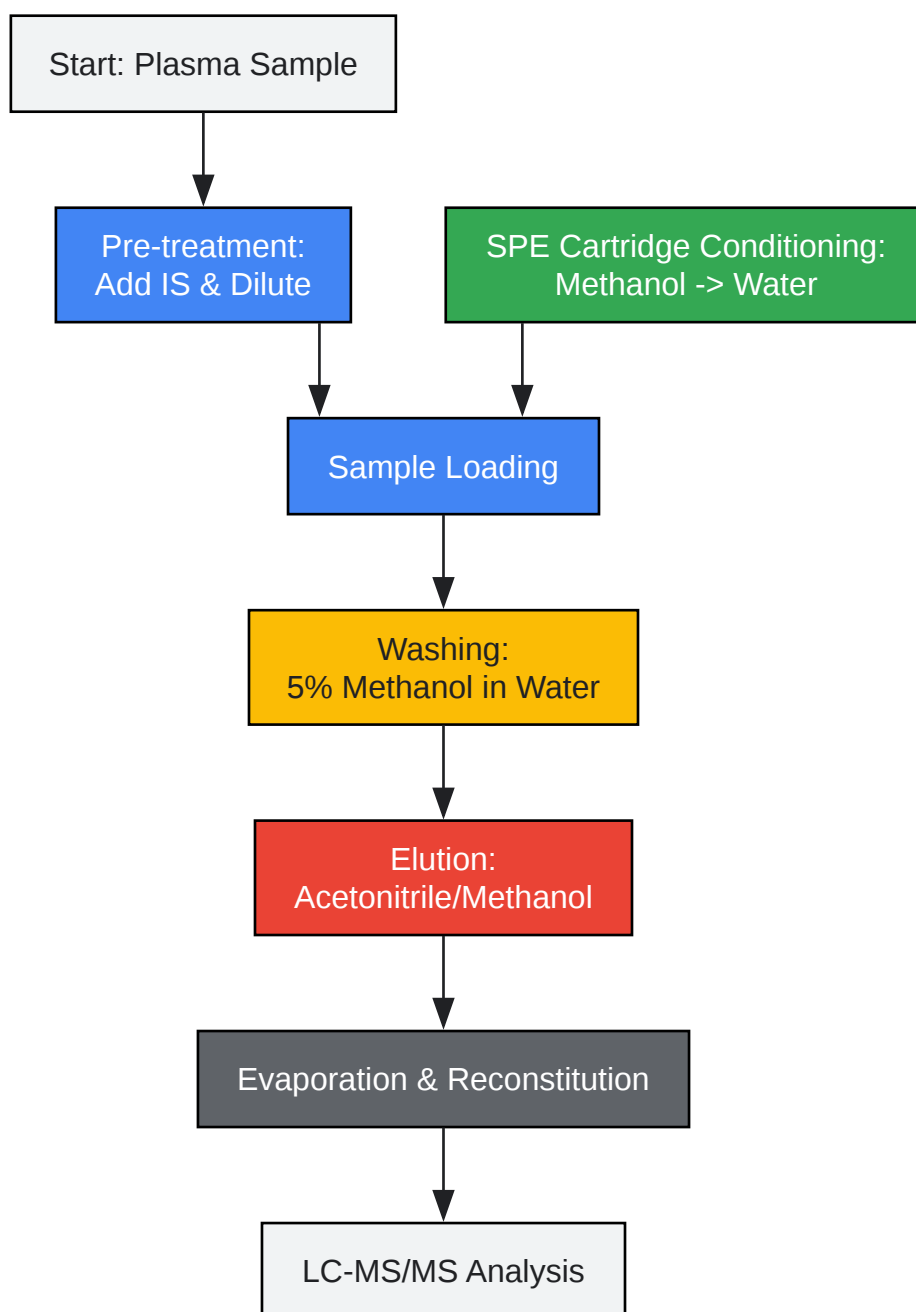 Start: Plasma Sample
Pre-treatment:
Add IS & Dilute
SPE Cartridge Conditioning:
Methanol -> Water
Sample Loading
Washing:
5% Methanol in Water
Elution:
Acetonitrile/Methanol
Evaporation & Reconstitution
LC-MS/MS Analysis